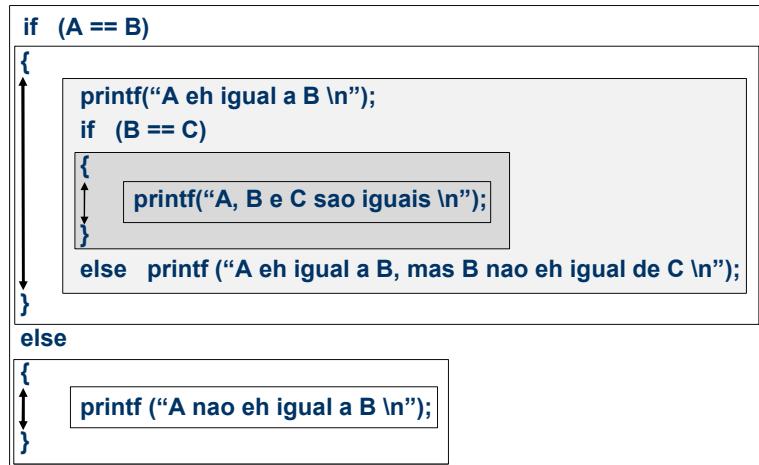 if (A == B)
{
printf(“A eh igual a B \n”);
if (B == C)
{
printf(“A, B e C sao iguais \n”);
}
else printf (“A eh igual a B, mas B nao eh igual de C \n”);
}
else
{
printf (“A nao eh igual a B \n”);
}